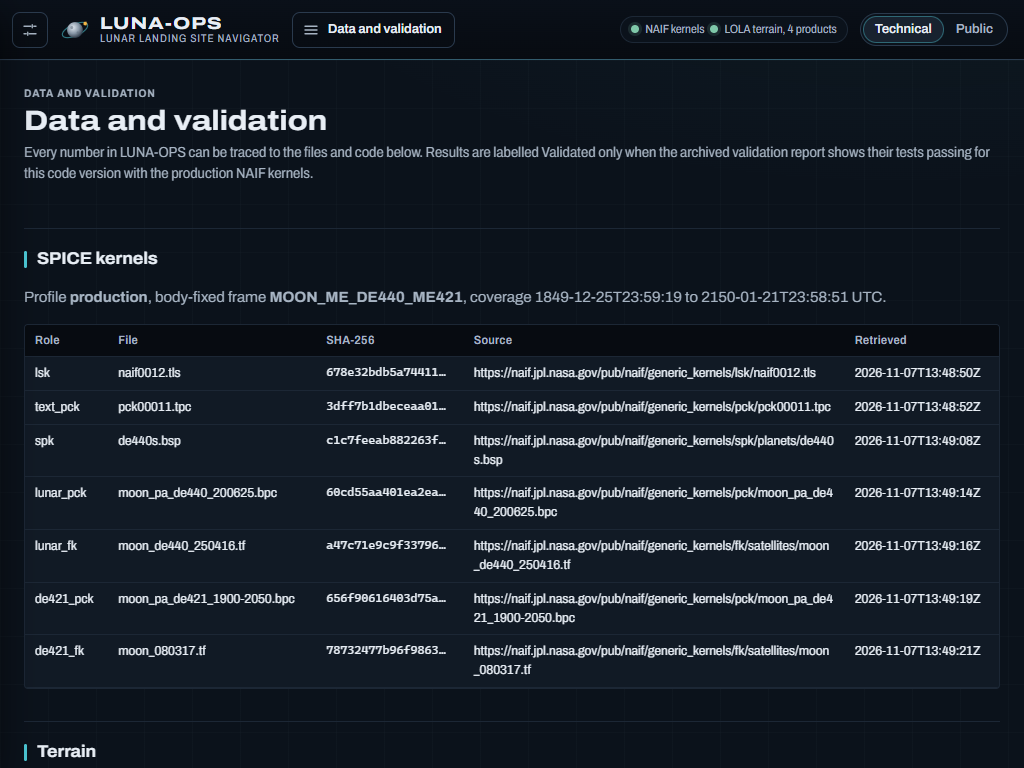 LUNA-OPS
LUNAR LANDING SITE NAVIGATOR
Data and validation
NAIF kernels
LOLA terrain, 4 products
Technical
Public
DATA AND VALIDATION
Data and validation
Every number in LUNA-OPS can be traced to the files and code below. Results are labelled Validated only when the archived validation report shows their tests passing for
this code version with the production NAIF kernels.
SPICE kernels
Profile production, body-fixed frame MOON_ME_DE440_ME421, coverage 1849-12-25T23:59:19 to 2150-01-21T23:58:51 UTC.
Role File SHA-256 Source Retrieved
lsk naif0012.tls 678e32bdb5a74411… https://naif.jpl.nasa.gov/pub/naif/generic_kernels/lsk/naif0012.tls 2026-11-07T13:48:50Z
text_pck pck00011.tpc 3dff7b1dbeceaa01… https://naif.jpl.nasa.gov/pub/naif/generic_kernels/pck/pck00011.tpc 2026-11-07T13:48:52Z
spk de440s.bsp c1c7feeab882263f… https://naif.jpl.nasa.gov/pub/naif/generic_kernels/spk/planets/de440 2026-11-07T13:49:08Z
s.bsp
lunar_pck moon_pa_de440_200625.bpc 60cd55aa401ea2ea… https://naif.jpl.nasa.gov/pub/naif/generic_kernels/pck/moon_pa_de4 2026-11-07T13:49:14Z
40_200625.bpc
lunar_fk moon_de440_250416.tf a47c71e9c9f33796… https://naif.jpl.nasa.gov/pub/naif/generic_kernels/fk/satellites/moon 2026-11-07T13:49:16Z
_de440_250416.tf
de421_pck moon_pa_de421_1900-2050.bpc 656f90616403d75a… https://naif.jpl.nasa.gov/pub/naif/generic_kernels/pck/moon_pa_de4 2026-11-07T13:49:19Z
21_1900-2050.bpc
de421_fk moon_080317.tf 78732477b96f9863… https://naif.jpl.nasa.gov/pub/naif/generic_kernels/fk/satellites/moon 2026-11-07T13:49:21Z
_080317.tf
Terrain